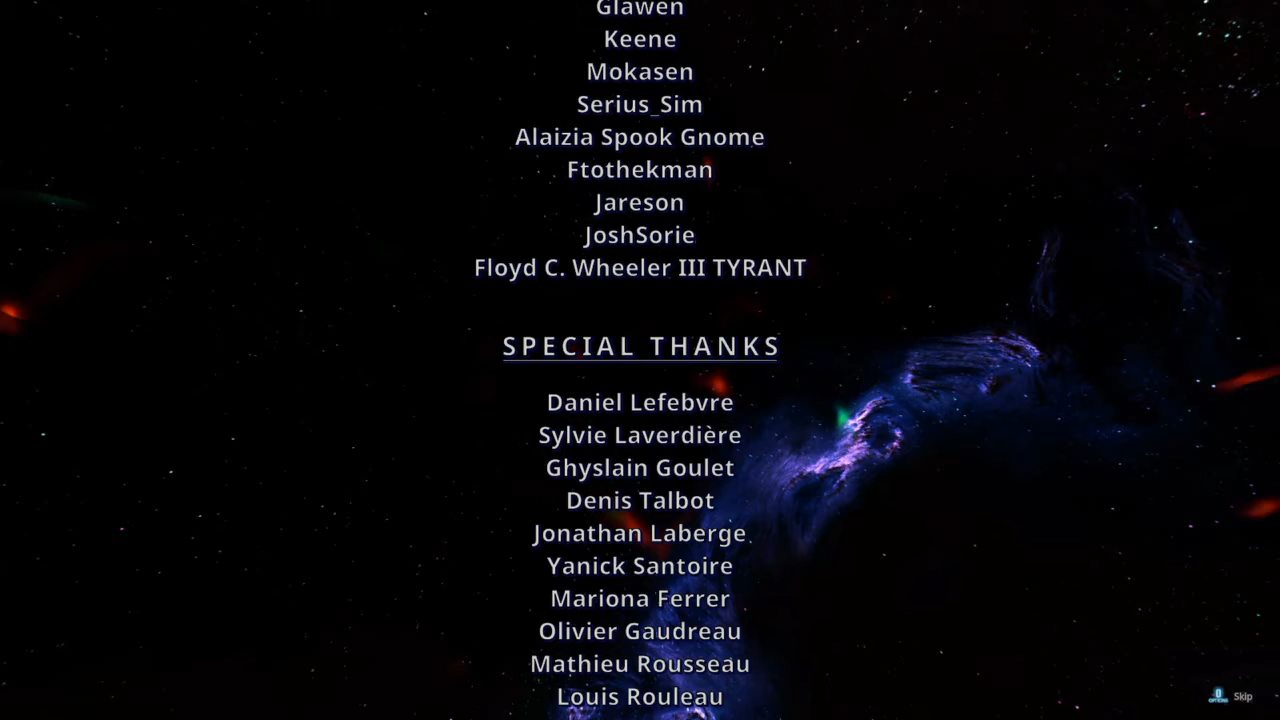 Glawen
Keene
Mokasen
Serius_Sim
Alaizia Spook Gnome
Ftothekman
Jareson
JoshSorie
Floyd C. Wheeler III TYRANT
SPECIAL THANKS
Daniel Lefebvre
Sylvie Laverdière
Ghyslain Goulet
Denis Talbot
Jonathan Laberge
Yanick Santoire
Mariona Ferrer
Olivier Gaudreau
Mathieu Rousseau
Louis Rouleau
OPTIONS Skip